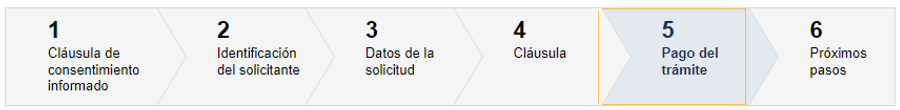 1
Cláusula de
consentimiento
informado
2
Identificación
del solicitante
3
Datos de la
solicitud
4
Cláusula
5
Pago del
trámite
6
Próximos
pasos